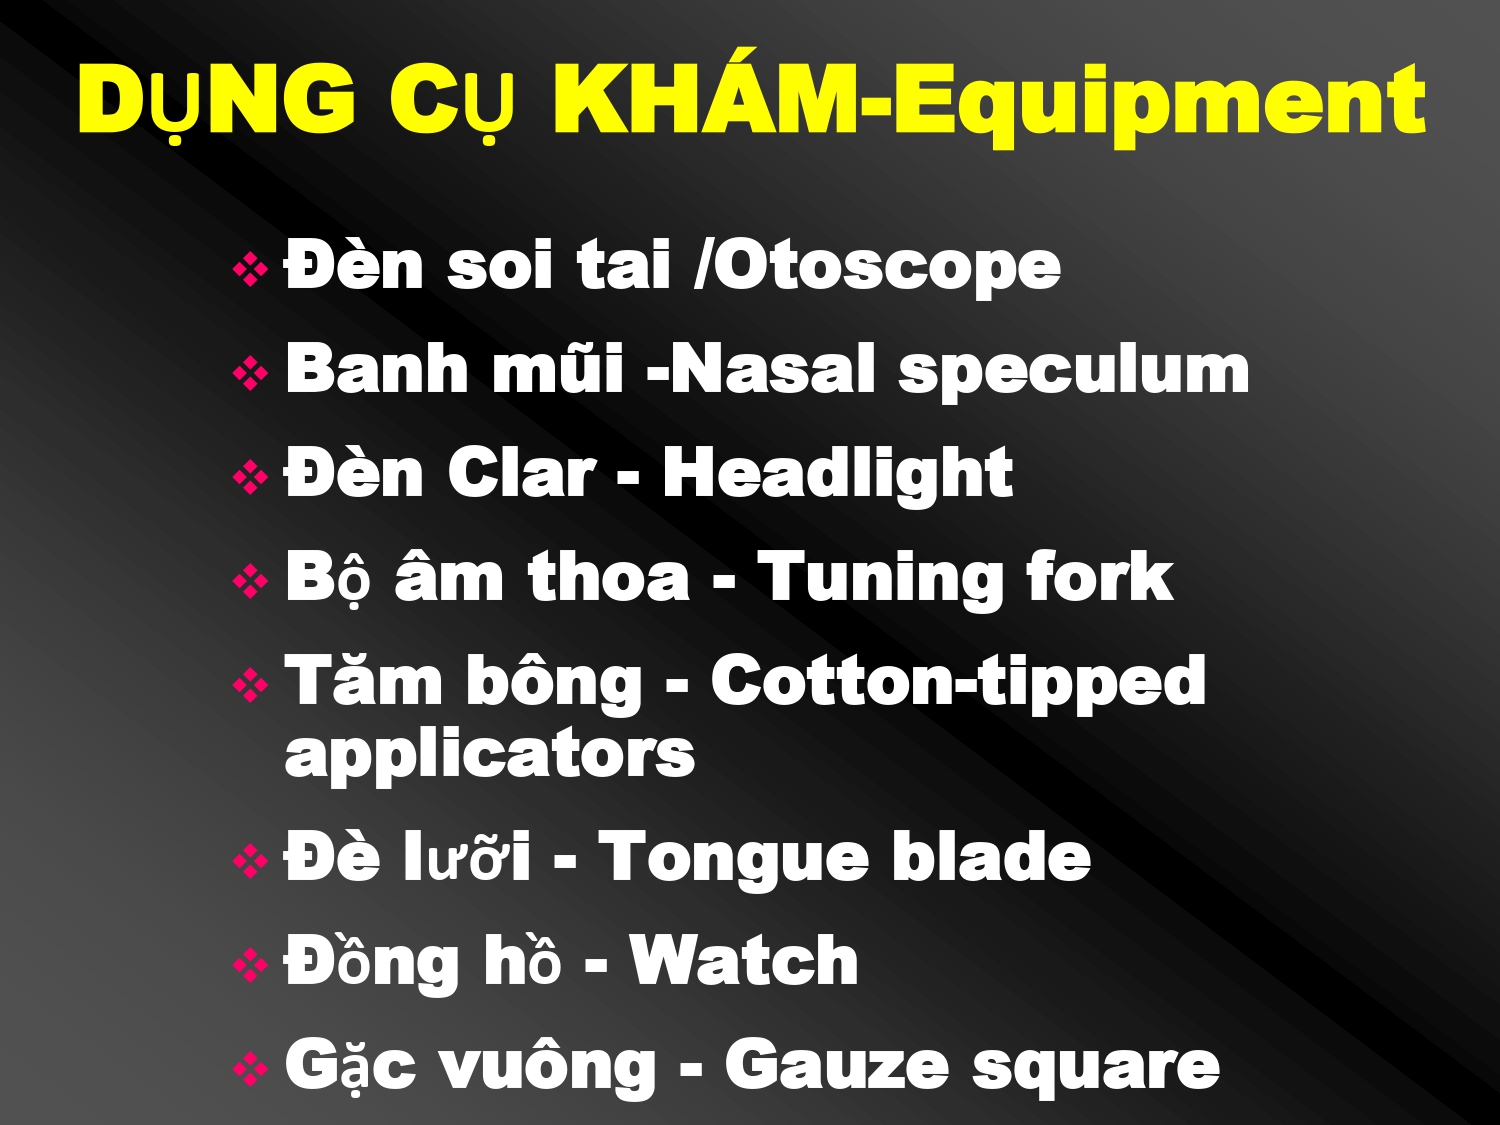 DỤNG CỤ KHÁM-Equipment
❖ Đèn soi tai /Otoscope
❖ Banh mũi -Nasal speculum
❖ Đèn Clar - Headlight
❖ Bộ âm thoa - Tuning fork
❖ Tăm bông - Cotton-tipped
applicators
❖ Đè lưỡi - Tongue blade
❖ Đồng hồ - Watch
❖ Gặc vuông - Gauze square